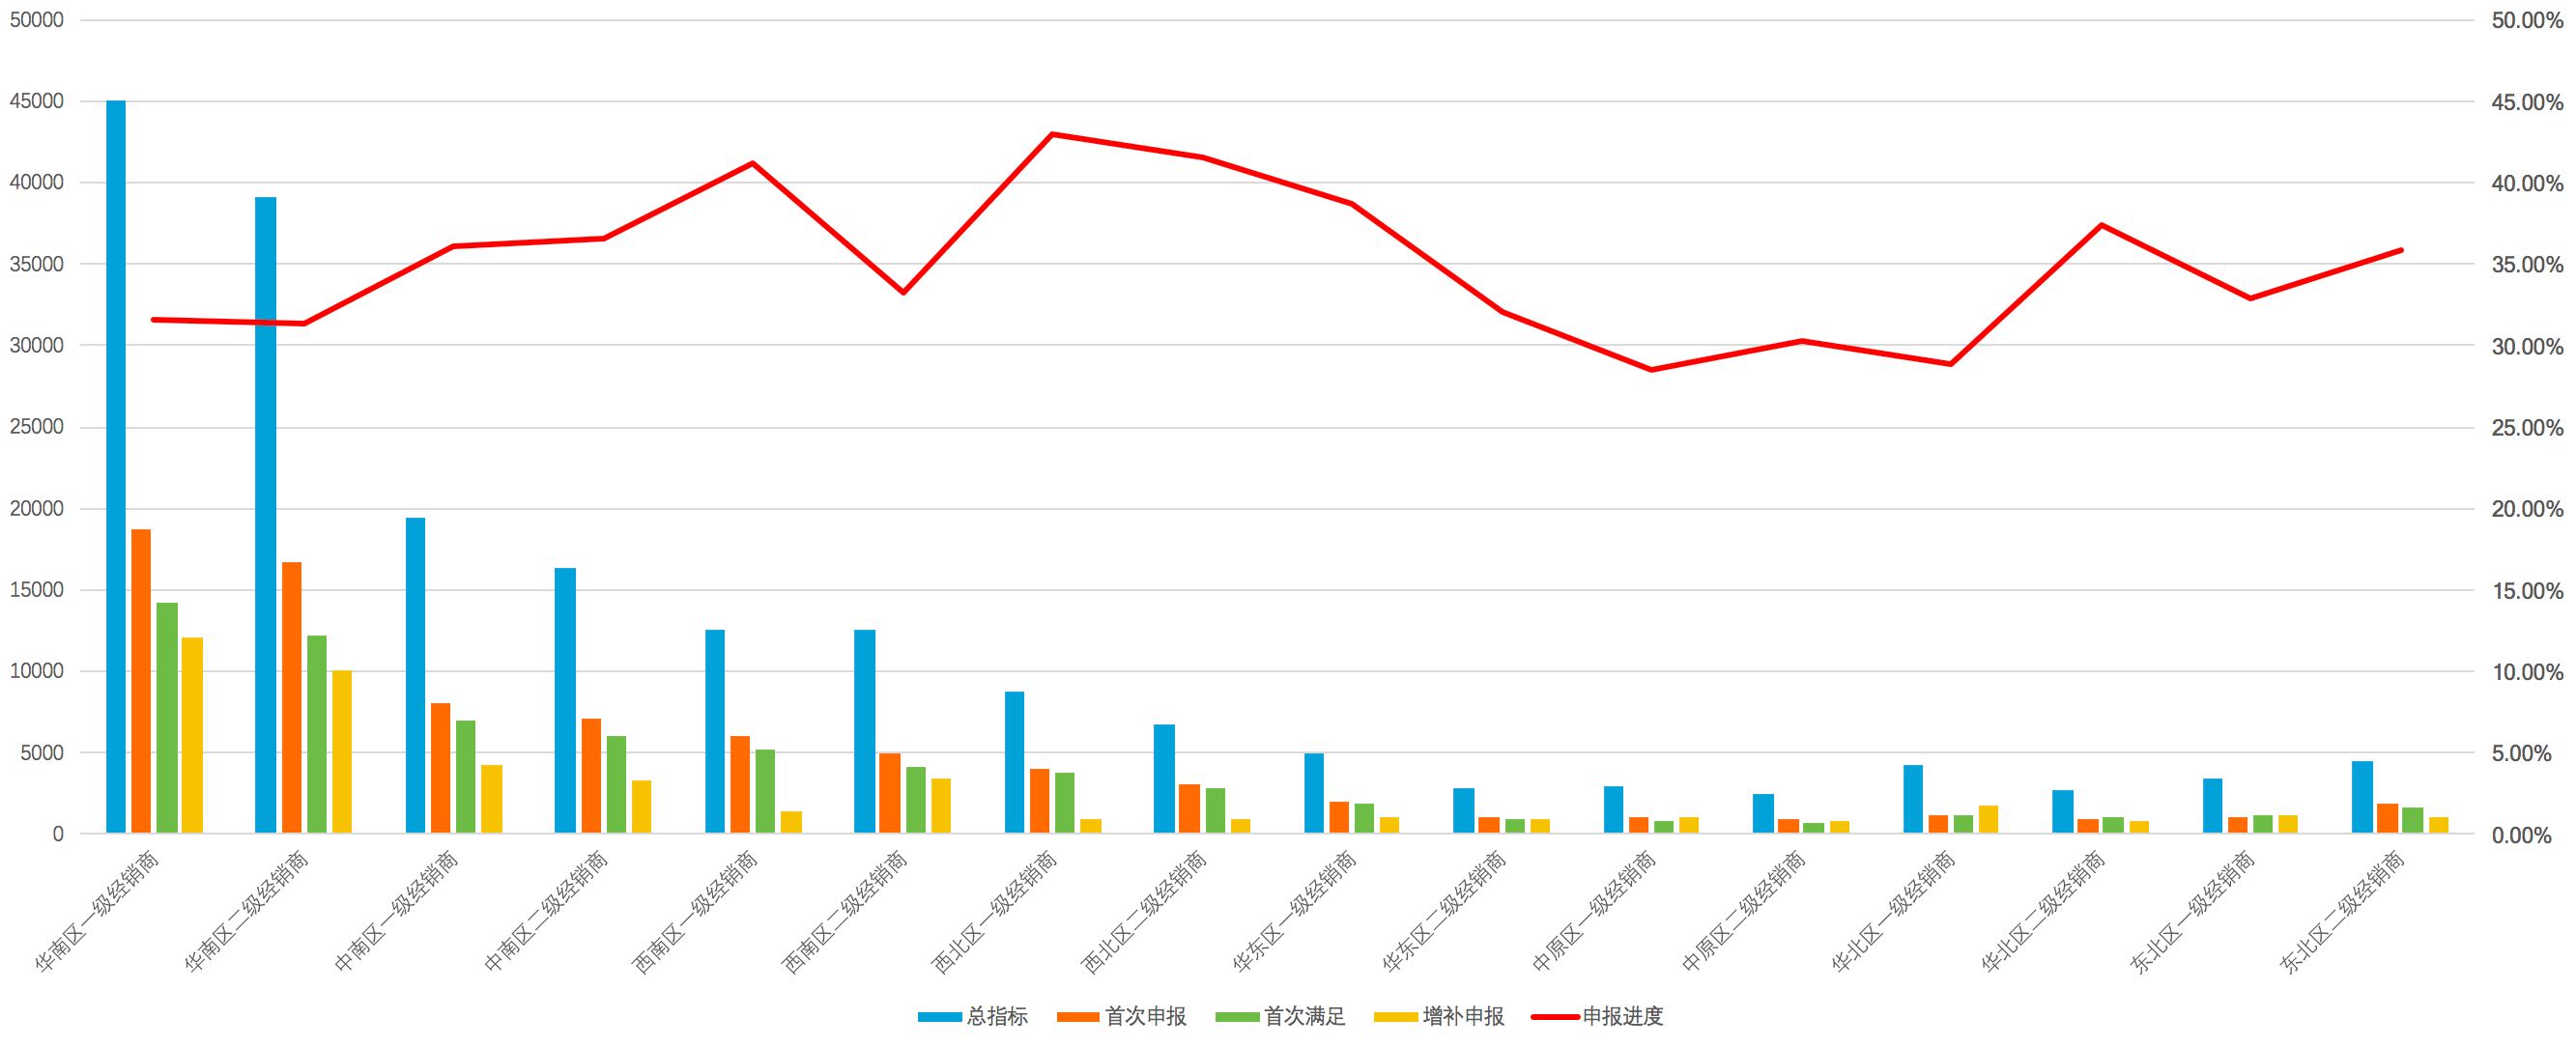 50000
45000
40000
35000
30000
25000
20000
15000
10000
5000
0
50.00%
45.00%
40.00%
35.00%
30.00%
25.00%
20.00%
15.00%
10.00%
5.00%
0.00%
华南区一级经销商
华南区二级经销商
中南区一级经销商
中南区二级经销商
西南区一级经销商
西南区二级经销商
西北区一级经销商
西北区二级经销商
华东区一级经销商
华东区二级经销商
中原区一级经销商
中原区二级经销商
华北区一级经销商
华北区二级经销商
东北区一级经销商
东北区二级经销商
总指标 首次申报 首次满足 增补申报 申报进度